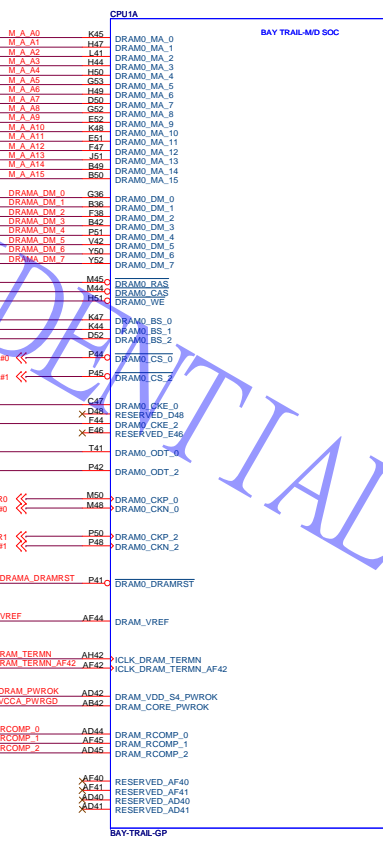 CPU1A
BAY TRAIL-M/D SOC
M_A_A0 K45 DRAM0_MA_0
M_A_A1 H47 DRAM0_MA_1
M_A_A2 L41 DRAM0_MA_2
M_A_A3 H44 DRAM0_MA_3
M_A_A4 H50 DRAM0_MA_4
M_A_A5 G53 DRAM0_MA_5
M_A_A6 H49 DRAM0_MA_6
M_A_A7 D50 DRAM0_MA_7
M_A_A8 G52 DRAM0_MA_8
M_A_A9 E52 DRAM0_MA_9
M_A_A10 K48 DRAM0_MA_10
M_A_A11 E51 DRAM0_MA_11
M_A_A12 F47 DRAM0_MA_12
M_A_A13 J51 DRAM0_MA_13
M_A_A14 B49 DRAM0_MA_14
M_A_A15 B50 DRAM0_MA_15
DRAMA_DM_0 G36 DRAM0_DM_0
DRAMA_DM_1 B36 DRAM0_DM_1
DRAMA_DM_2 F38 DRAM0_DM_2
DRAMA_DM_3 B42 DRAM0_DM_3
DRAMA_DM_4 P51 DRAM0_DM_4
DRAMA_DM_5 V42 DRAM0_DM_5
DRAMA_DM_6 Y50 DRAM0_DM_6
DRAMA_DM_7 Y52 DRAM0_DM_7
M45 DRAM0_RAS
M44 DRAM0_CAS
H51 DRAM0_WE
K47 DRAM0_BS_0
K44 DRAM0_BS_1
D52 DRAM0_BS_2
#0 P44 DRAM0_CS_0
#1 P45 DRAM0_CS_2
C47 DRAM0_CKE_0
D48 RESERVED_D48
F44 DRAM0_CKE_2
E46 RESERVED_E46
T41 DRAM0_ODT_0
P42 DRAM0_ODT_2
R0 M50 DRAM0_CKP_0
#0 M48 DRAM0_CKN_0
R1 P50 DRAM0_CKP_2
#1 P48 DRAM0_CKN_2
DRAMA_DRAMRST P41 DRAM0_DRAMRST
VREF AF44 DRAM_VREF
RAM_TERMN AH42 ICLK_DRAM_TERMN
RAM_TERMN_AF42 AF42 ICLK_DRAM_TERMN_AF42
DRAM_PWROK AD42 DRAM_VDD_S4_PWROK
VCCA_PWRGD AB42 DRAM_CORE_PWROK
RCOMP_0 AD44 DRAM_RCOMP_0
RCOMP_1 AF45 DRAM_RCOMP_1
RCOMP_2 AD45 DRAM_RCOMP_2
AF40 RESERVED_AF40
AF41 RESERVED_AF41
AD40 RESERVED_AD40
AD41 RESERVED_AD41
BAY-TRAIL-GP
DENTIAL